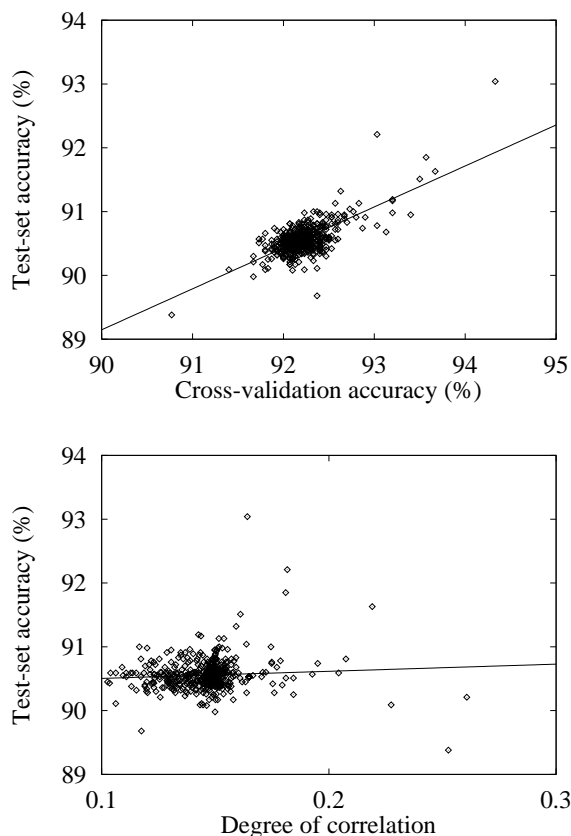 94
93
92
91
90
89
Test-set accuracy (%)
90 91 92 93 94 95
Cross-validation accuracy (%)
94
93
92
91
90
89
Test-set accuracy (%)
0.1 0.2 0.3
Degree of correlation